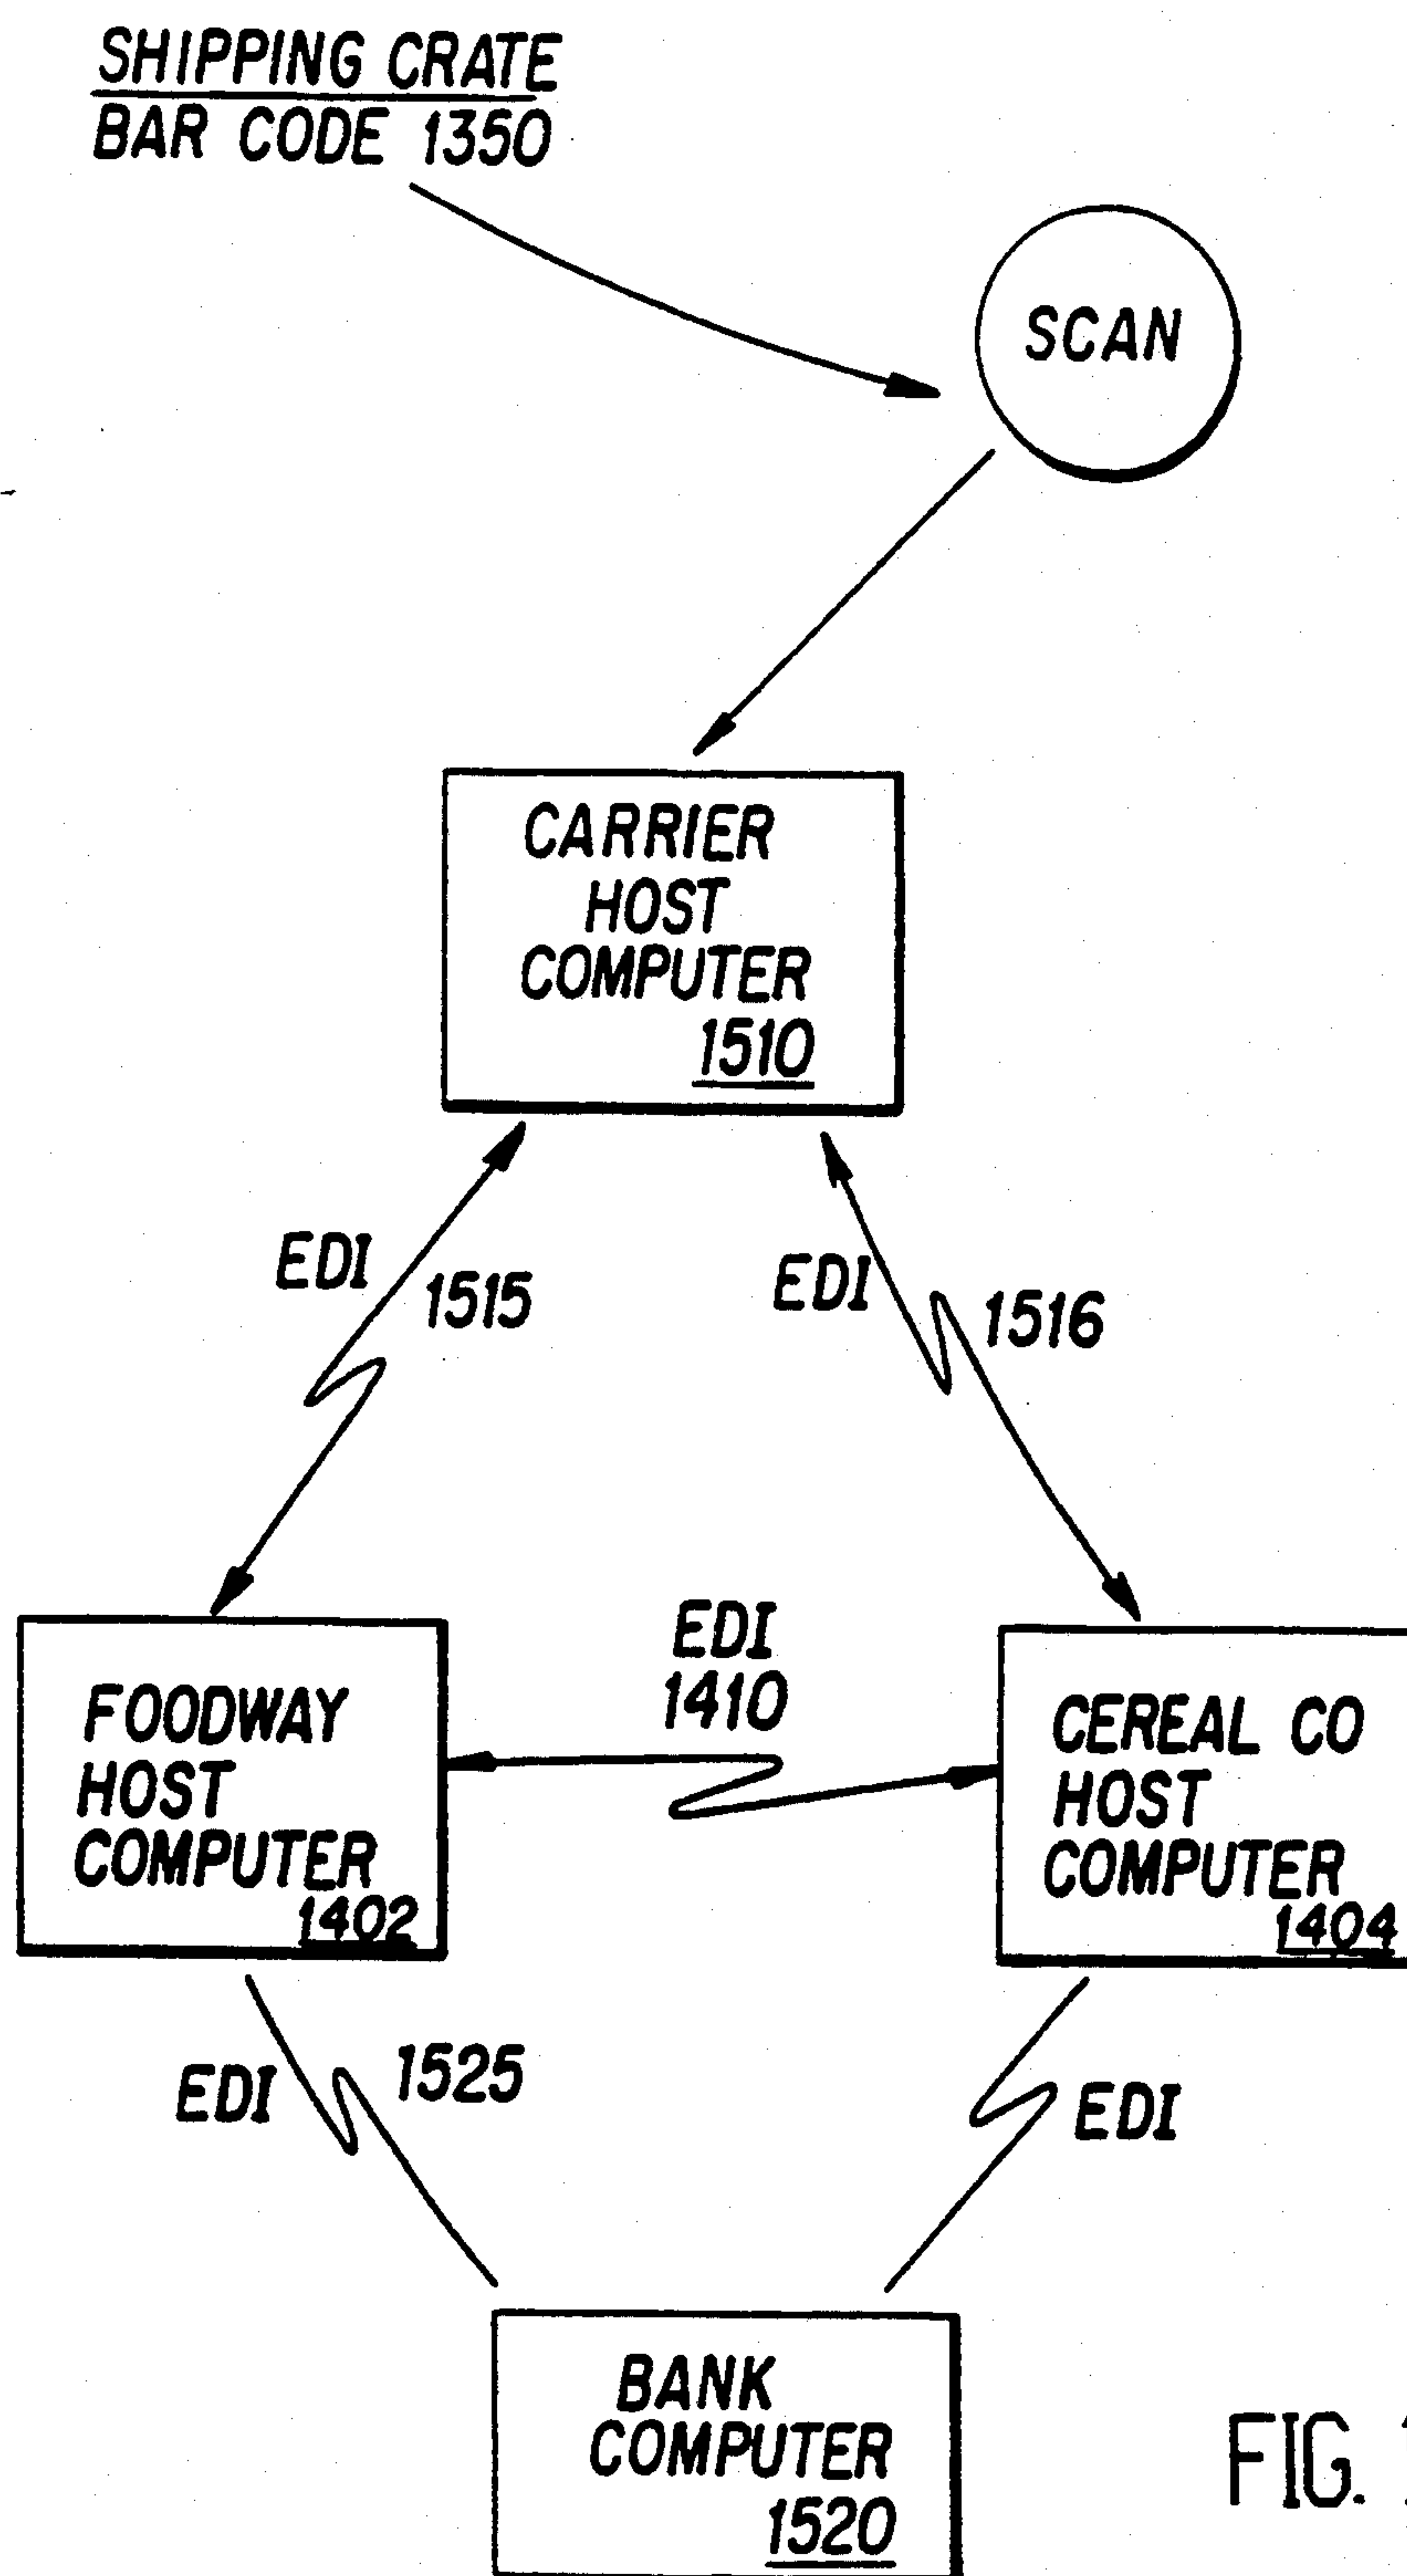 SHIPPING CRATE
BAR CODE 1350
SCAN
CARRIER
HOST
COMPUTER
1510
EDI
1515
EDI
1516
EDI
1410
FOODWAY
HOST
COMPUTER
1402
CEREAL CO
HOST
COMPUTER
1404
EDI
1525
EDI
BANK
COMPUTER
1520
FIG.